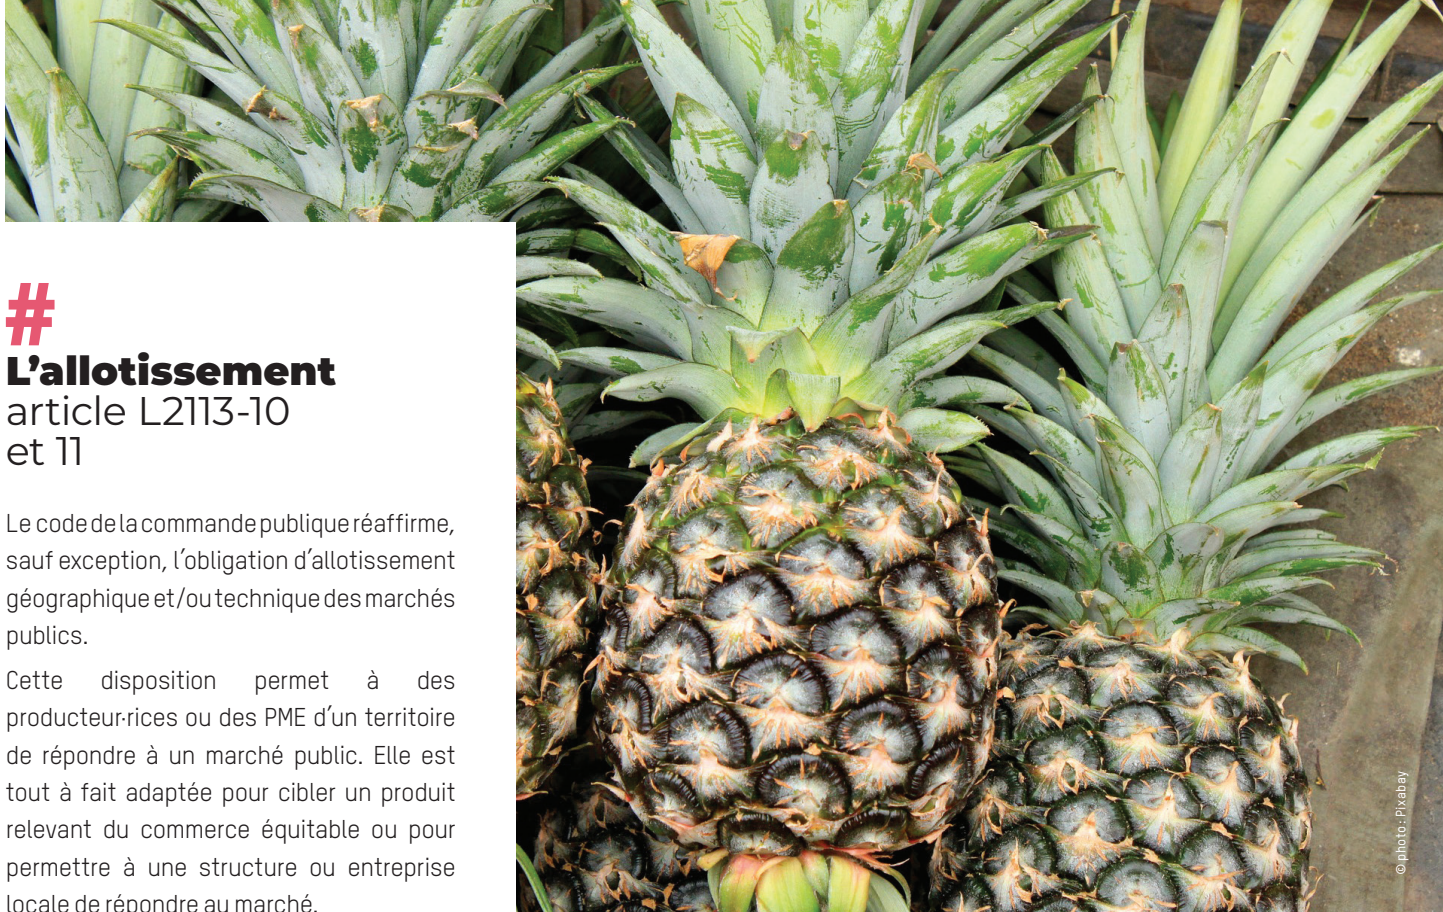 #
L’allotissement
article L2113-10
et 11
Le code de la commande publique réaffirme,
sauf exception, l’obligation d’allotissement
géographique et/ou technique des marchés
publics.
Cette disposition permet à des
producteur·rices ou des PME d’un territoire
de répondre à un marché public. Elle est
tout à fait adaptée pour cibler un produit
relevant du commerce équitable ou pour
permettre à une structure ou entreprise
locale de répondre au marché.
© photo : Pixabay